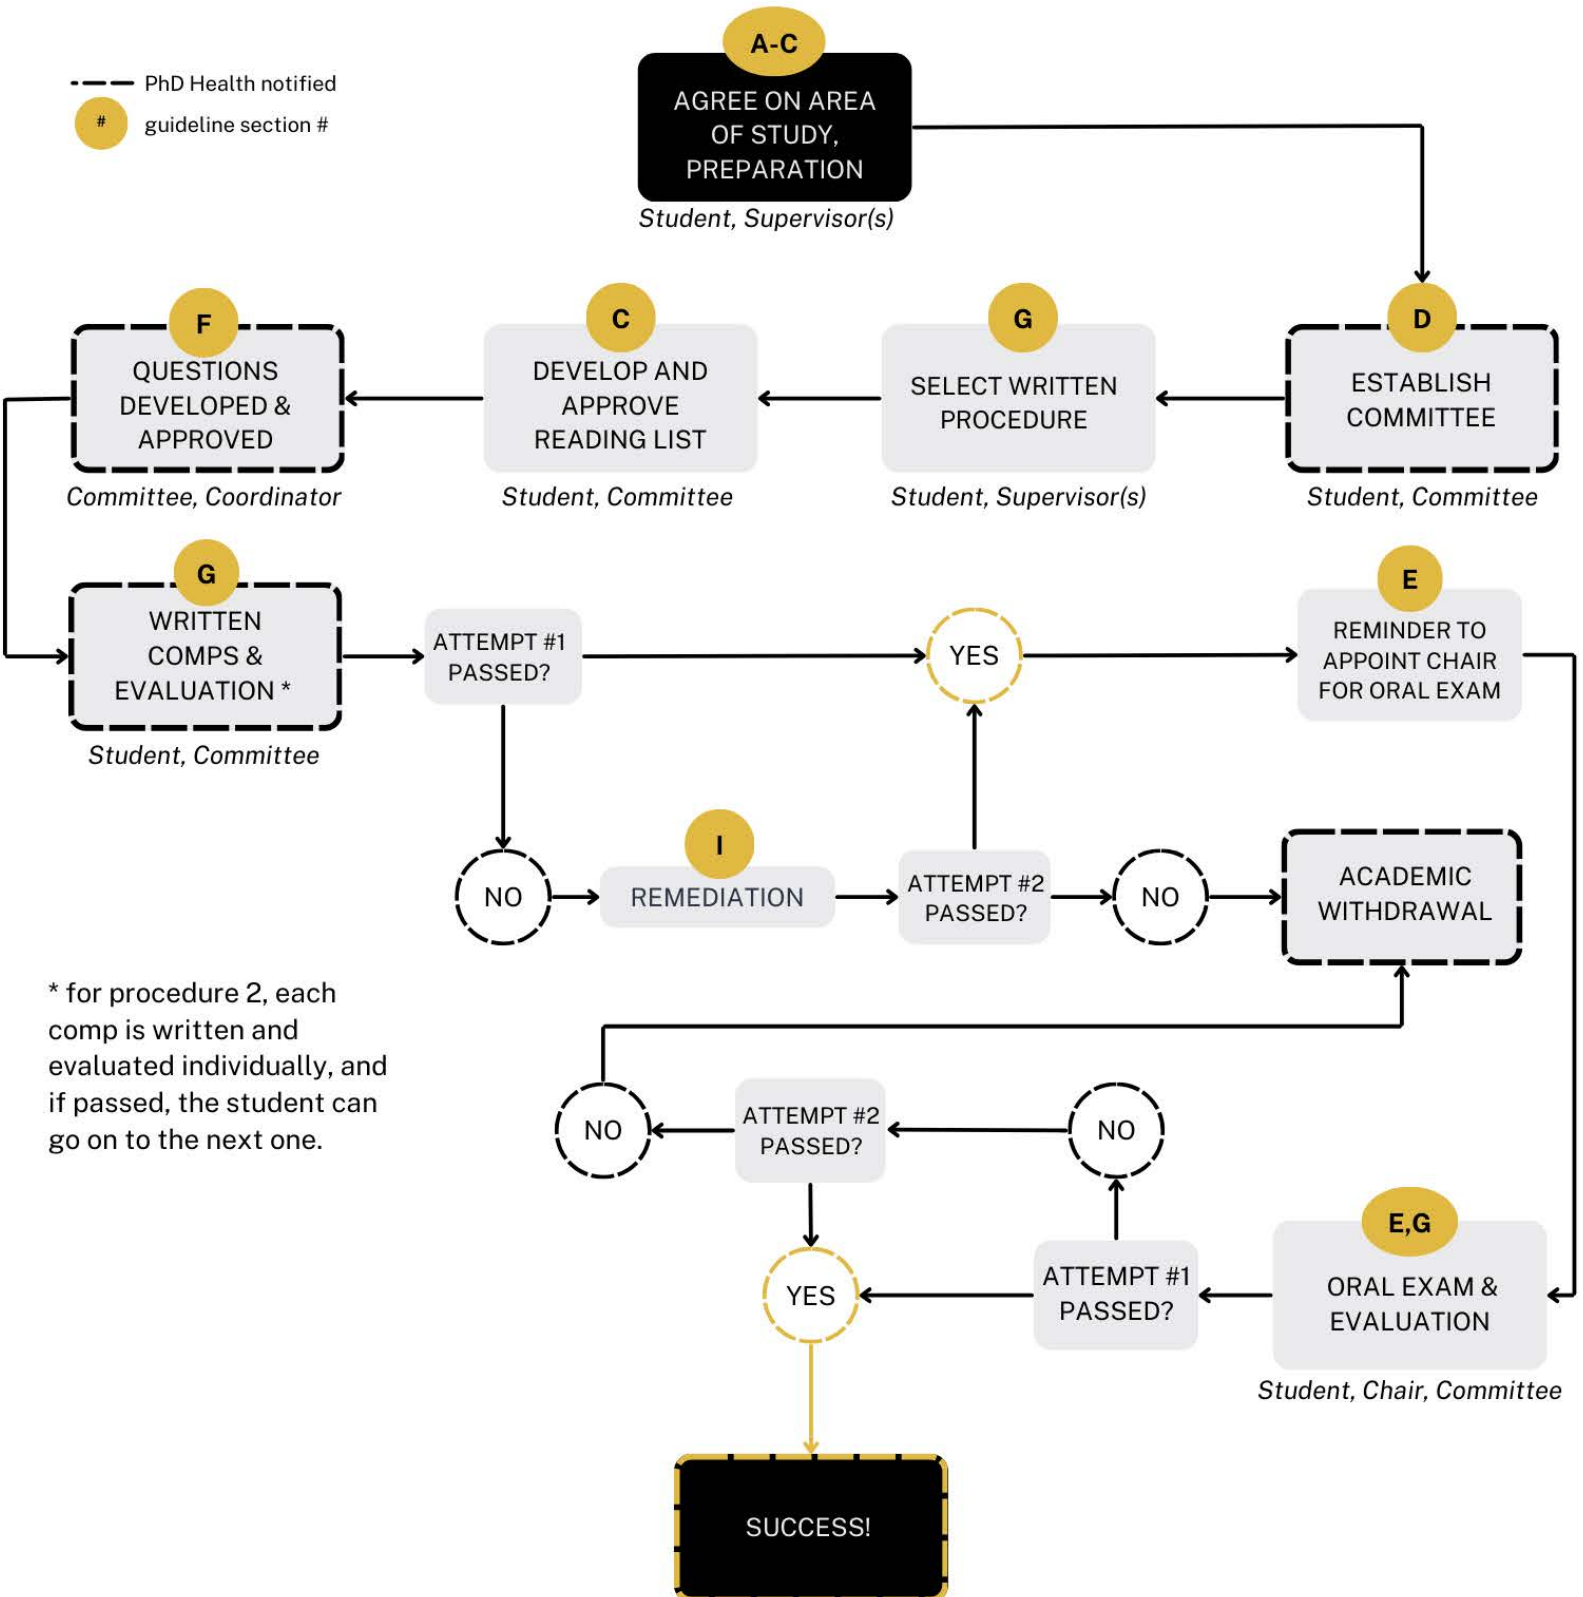 A-C
AGREE ON AREA
OF STUDY,
PREPARATION
Student, Supervisor(s)
PhD Health notified
#
guideline section #
F
QUESTIONS
DEVELOPED &
APPROVED
Committee, Coordinator
C
DEVELOP AND
APPROVE
READING LIST
Student, Committee
G
SELECT WRITTEN
PROCEDURE
Student, Supervisor(s)
D
ESTABLISH
COMMITTEE
Student, Committee
G
WRITTEN
COMPS &
EVALUATION *
Student, Committee
ATTEMPT #1
PASSED?
YES
E
REMINDER TO
APPOINT CHAIR
FOR ORAL EXAM
NO
I
REMEDIATION
ATTEMPT #2
PASSED?
NO
ACADEMIC
WITHDRAWAL
* for procedure 2, each
comp is written and
evaluated individually, and
if passed, the student can
go on to the next one.
NO
ATTEMPT #2
PASSED?
NO
YES
ATTEMPT #1
PASSED?
E,G
ORAL EXAM &
EVALUATION
Student, Chair, Committee
SUCCESS!